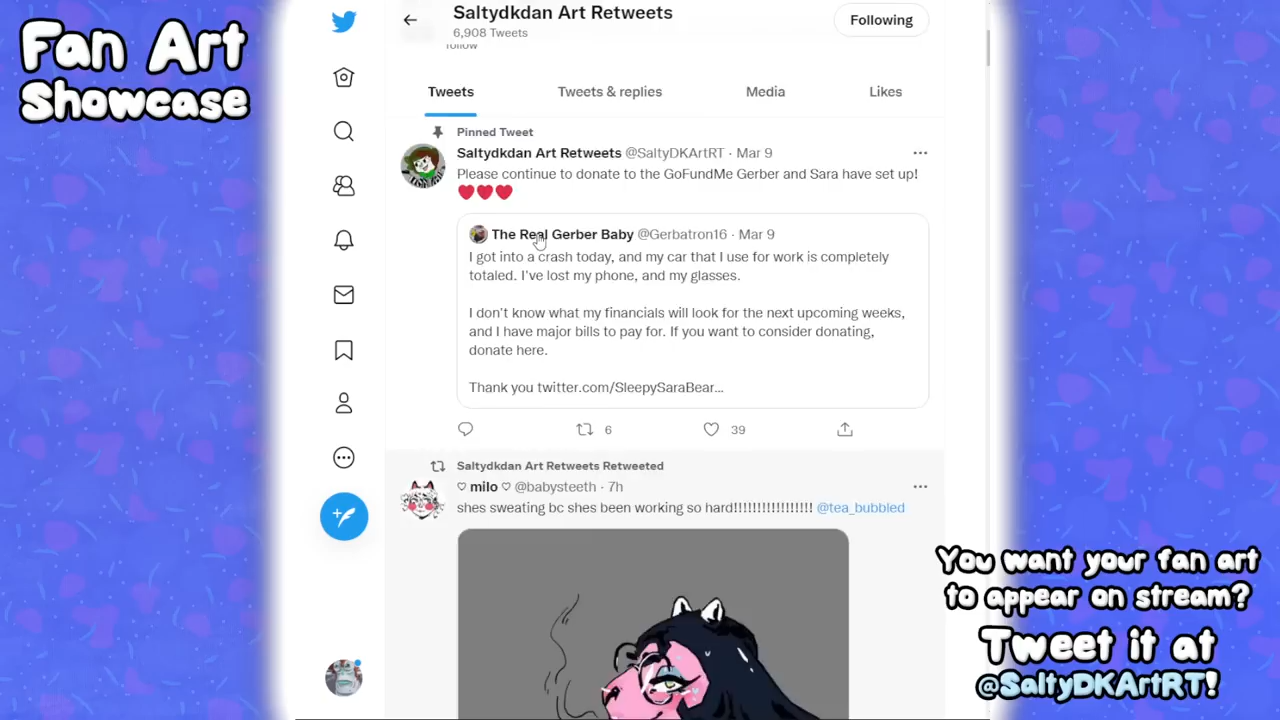 Fan Art
Showcase
Saltydkdan Art Retweets
6,908 Tweets
Following
follow
Tweets
Tweets & replies
Media
Likes
Pinned Tweet
Saltydkdan Art Retweets @SaltyDKArtRT · Mar 9
Please continue to donate to the GoFundMe Gerber and Sara have set up!
❤️❤️❤️
The Real Gerber Baby @Gerbatron16 · Mar 9
I got into a crash today, and my car that I use for work is completely
totaled. I've lost my phone, and my glasses.
I don't know what my financials will look for the next upcoming weeks,
and I have major bills to pay for. If you want to consider donating,
donate here.
Thank you twitter.com/SleepySaraBear...
6
39
Saltydkdan Art Retweets Retweeted
♡ milo ♡ @babysteeth · 7h
shes sweating bc shes been working so hard!!!!!!!!!!!!!!!!! @tea_bubbled
You want your fan art
to appear on stream?
Tweet it at
@SaltyDKArtRT!